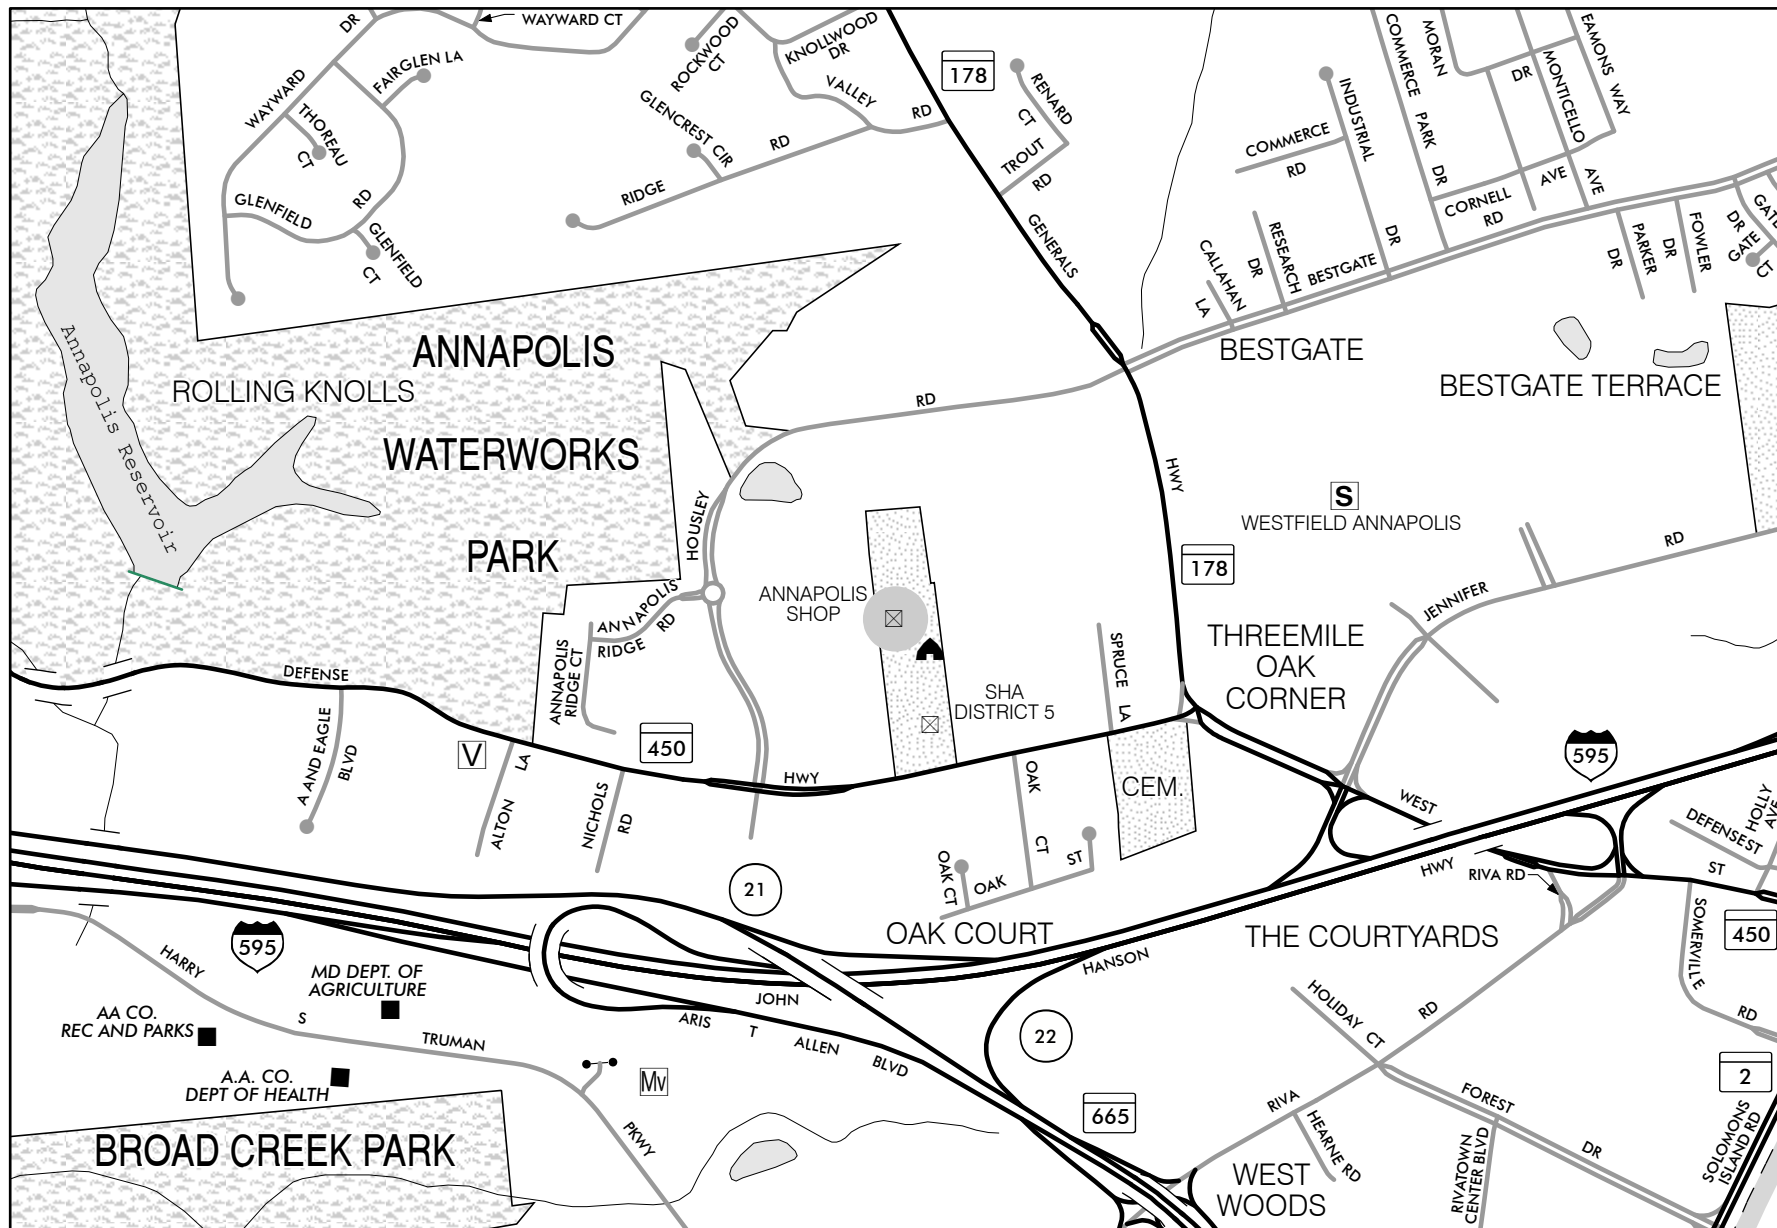 WAYWARD CT
WAYWARD
DR
FAIRGLEN LA
THOREAU
CT
GLENFIELD
RD
GLENFIELD
CT
ROCKWOOD
CT
KNOLLWOOD
DR
VALLEY
RD
GLENCREST CIR
RIDGE
RD
178
RENARD
CT
TROUT
RD
GENERALS
HWY
COMMERCE
RD
INDUSTRIAL
DR
COMMERCE
PARK
DR
MORAN
DR
MONTICELLO
AVE
EAMONS WAY
CORNELL
AVE
RD
CALLAHAN
LA
RESEARCH
DR
BESTGATE
PARKER
DR
FOWLER
DR
GATE
DR
GATE
CT
Annapolis Reservoir
ROLLING KNOLLS
ANNAPOLIS
WATERWORKS
PARK
RD
BESTGATE
BESTGATE TERRACE
S
WESTFIELD ANNAPOLIS
178
RD
JENNIFER
HOUSLEY
ANNAPOLIS
RIDGE
RD
ANNAPOLIS
RIDGE CT
ANNAPOLIS
SHOP
SHA
DISTRICT 5
SPRUCE
LA
THREEMILE
OAK
CORNER
DEFENSE
HWY
450
V
A AND EAGLE
BLVD
ALTON
LA
NICHOLS
RD
OAK
CT
CEM.
OAK CT
OAK
ST
OAK COURT
WEST
ST
595
HOLLY
AVE
DEFENSE ST
RIVA RD
HWY
THE COURTYARDS
SOMERVILLE
RD
450
21
595
HARRY
S
TRUMAN
PKWY
MD DEPT. OF
AGRICULTURE
AA CO.
REC AND PARKS
A.A. CO.
DEPT OF HEALTH
BROAD CREEK PARK
Mv
JOHN
HANSON
ARIS
T
ALLEN
BLVD
22
HOLIDAY
CT
RD
RIVA
665
HEARNE RD
FOREST
DR
RIVATOWN
CENTER BLVD
2
SOLOMONS
ISLAND RD
WEST
WOODS